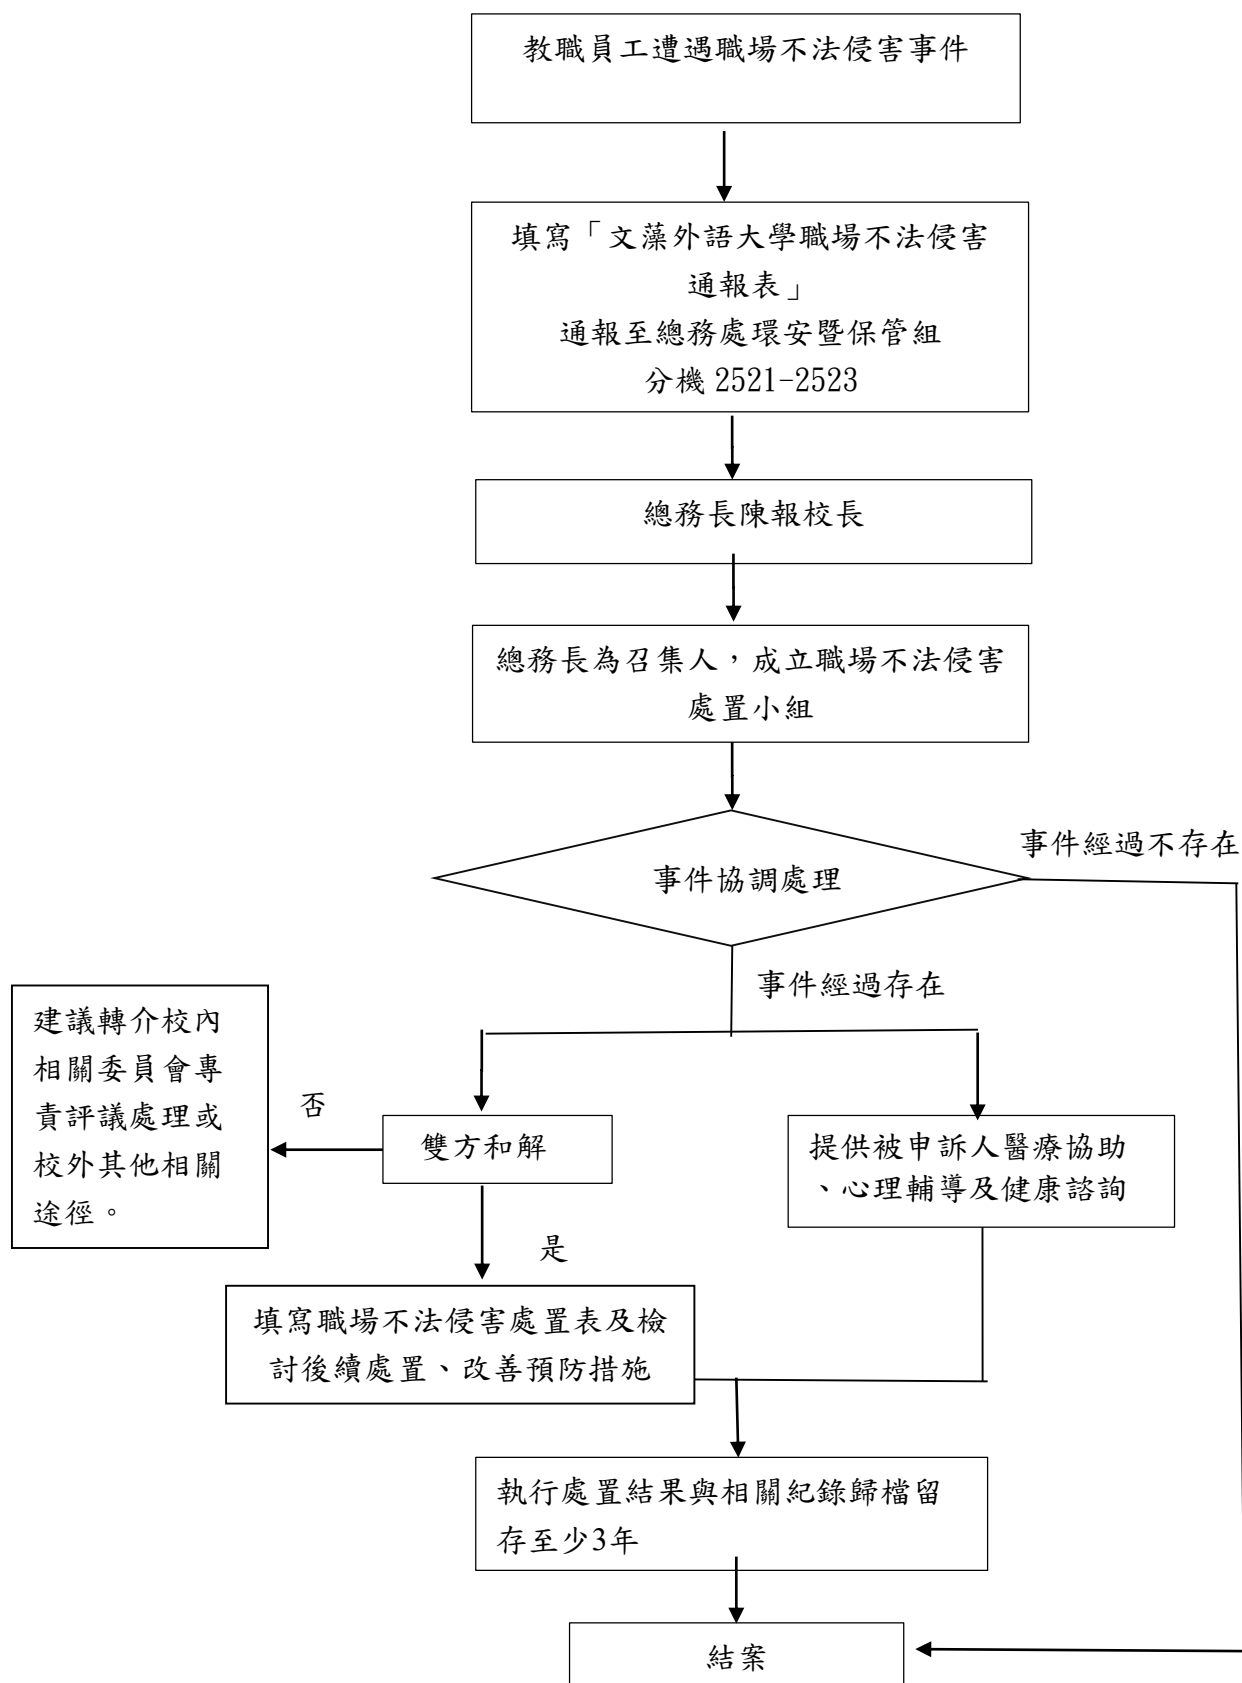 教職員工遭遇職場不法侵害事件
填寫「文藻外語大學職場不法侵害
通報表」
通報至總務處環安暨保管組
分機 2521-2523
總務長陳報校長
總務長為召集人，成立職場不法侵害
處置小組
事件經過不存在
事件協調處理
事件經過存在
建議轉介校內
相關委員會專
責評議處理或
校外其他相關
途徑。
否
雙方和解
提供被申訴人醫療協助
、心理輔導及健康諮詢
是
填寫職場不法侵害處置表及檢
討後續處置、改善預防措施
執行處置結果與相關紀錄歸檔留
存至少3年
結案